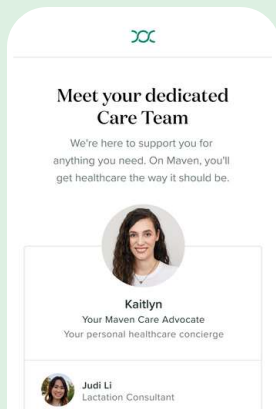 Meet your dedicated
Care Team
We're here to support you for
anything you need. On Maven, you'll
get healthcare the way it should be.
Kaitlyn
Your Maven Care Advocate
Your personal healthcare concierge
Judi Li
Lactation Consultant